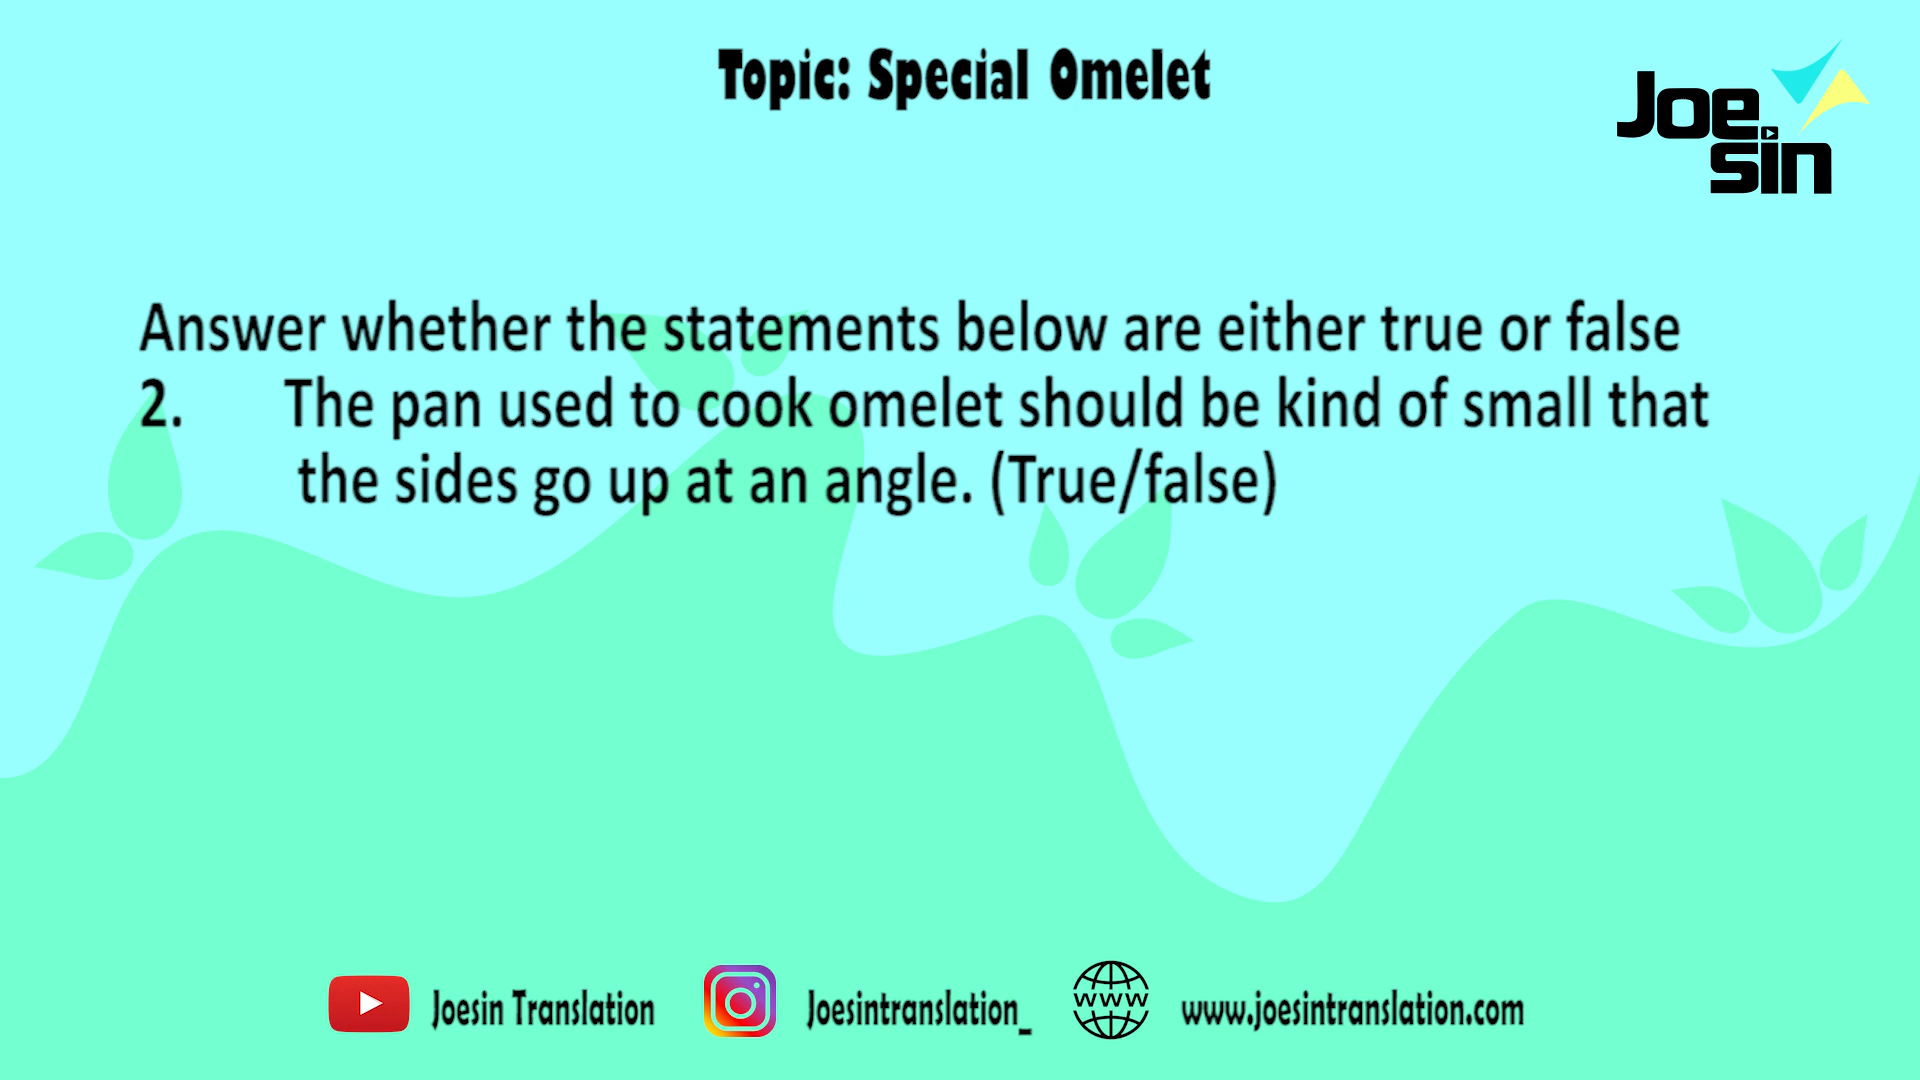 Topic: Special Omelet
Joe
sin
Answer whether the statements below are either true or false
2. The pan used to cook omelet should be kind of small that
the sides go up at an angle. (True/false)
Joesin Translation
Joesintranslation_
www
www.joesintranslation.com